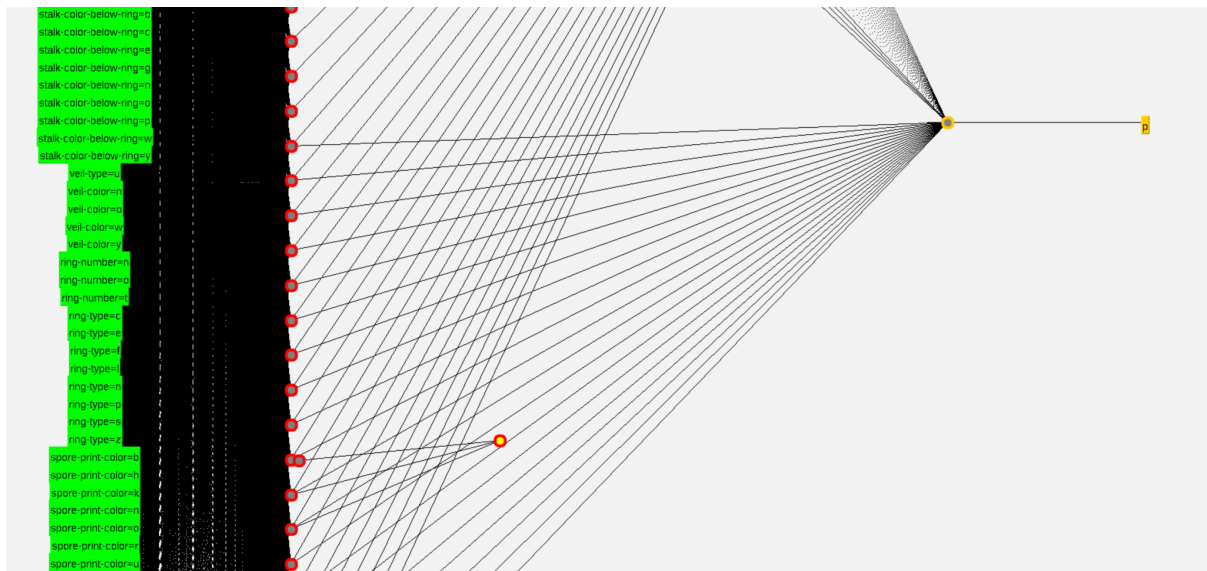 stalk-color-below-ring=b
stalk-color-below-ring=c
stalk-color-below-ring=e
stalk-color-below-ring=g
stalk-color-below-ring=n
stalk-color-below-ring=o
stalk-color-below-ring=p
stalk-color-below-ring=w
stalk-color-below-ring=y
veil-type=u
veil-color=n
veil-color=o
veil-color=w
veil-color=y
ring-number=n
ring-number=o
ring-number=t
ring-type=c
ring-type=e
ring-type=f
ring-type=l
ring-type=n
ring-type=p
ring-type=s
ring-type=z
spore-print-color=b
spore-print-color=h
spore-print-color=k
spore-print-color=n
spore-print-color=o
spore-print-color=r
spore-print-color=u
p